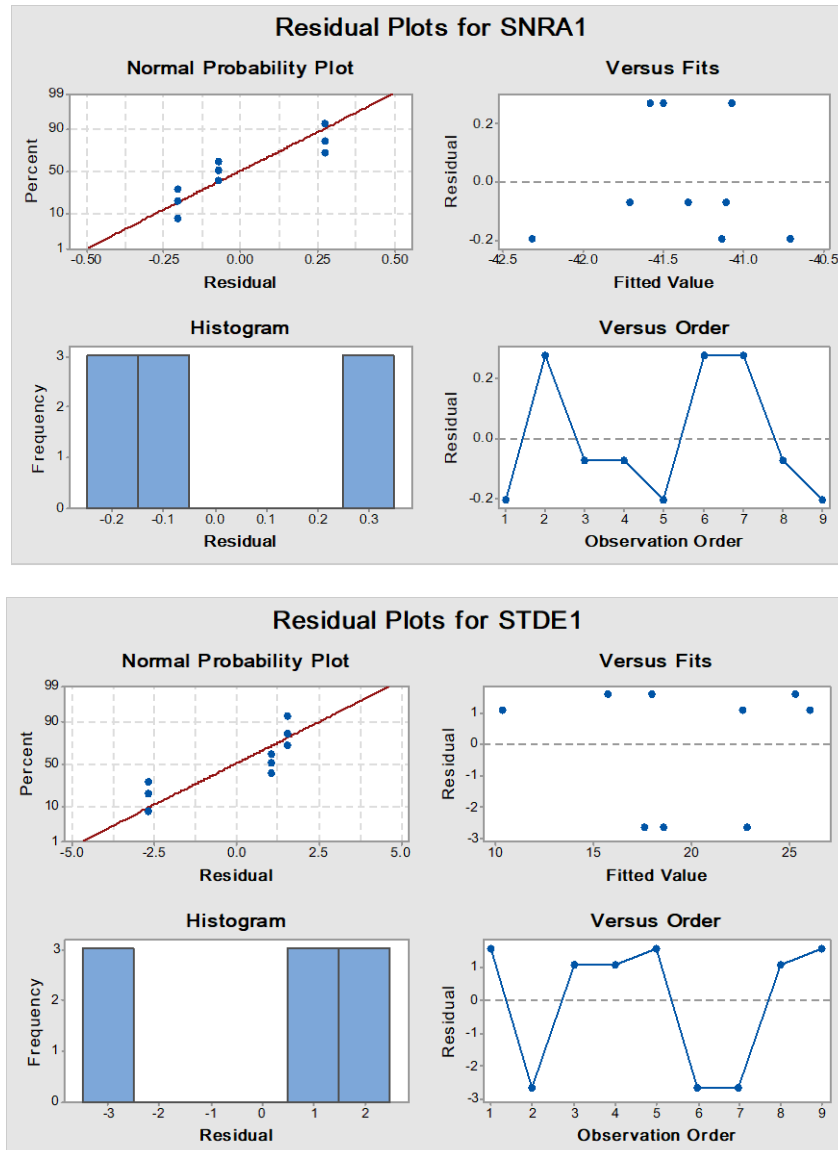 Residual Plots for SNRA1
Normal Probability Plot
99
90
50
10
1
Percent
-0.50 -0.25 0.00 0.25 0.50
Residual
Versus Fits
0.2
0.0
-0.2
Residual
-42.5 -42.0 -41.5 -41.0 -40.5
Fitted Value
Histogram
3
2
1
0
Frequency
-0.2 -0.1 0.0 0.1 0.2 0.3
Residual
Versus Order
0.2
0.0
-0.2
Residual
1 2 3 4 5 6 7 8 9
Observation Order
Residual Plots for STDE1
Normal Probability Plot
99
90
50
10
1
Percent
-5.0 -2.5 0.0 2.5 5.0
Residual
Versus Fits
1
0
-1
-2
-3
Residual
10 15 20 25
Fitted Value
Histogram
3
2
1
0
Frequency
-3 -2 -1 0 1 2
Residual
Versus Order
1
0
-1
-2
-3
Residual
1 2 3 4 5 6 7 8 9
Observation Order